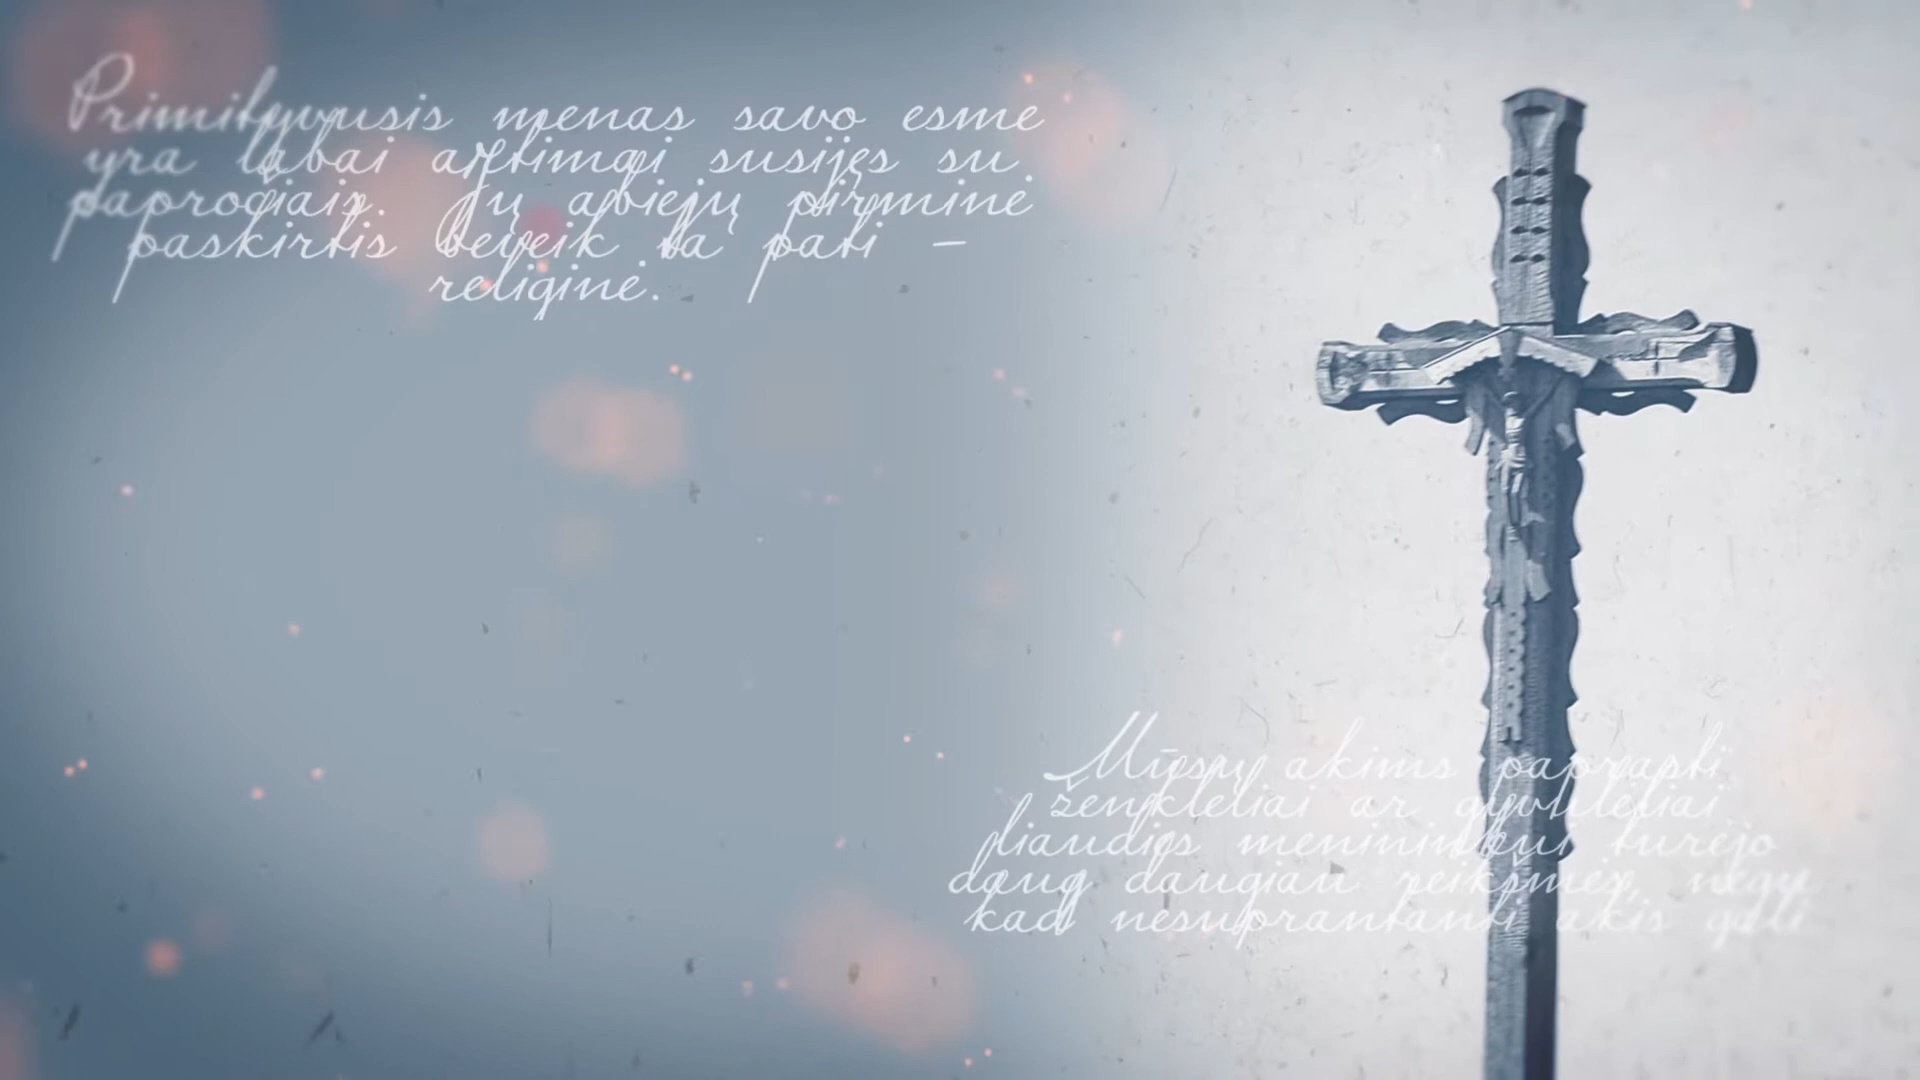 Primityvusis menas savo esme
yra labai artimai susijęs su
papročiais. Jų abiejų pirminė
paskirtis beveik ta pati –
religinė.
Mūsų akims paprasti
ženkleliai ar gyvulėliai
liaudies menininkui turėjo
daug daugiau reikšmės, negu
kad nesuprantanti akis gali